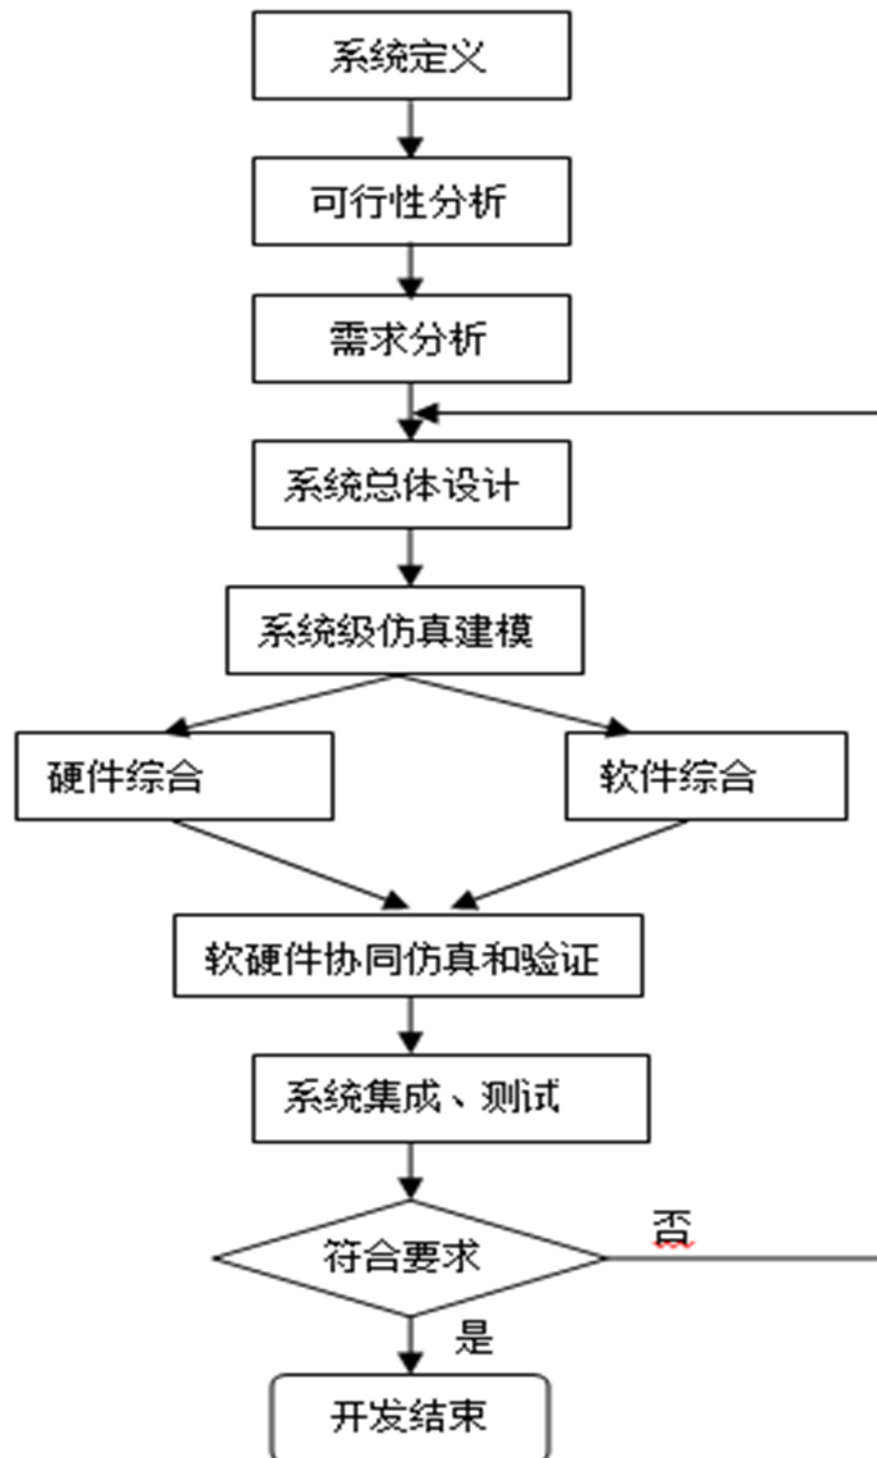 系统定义
可行性分析
需求分析
系统总体设计
系统级仿真建模
硬件综合
软件综合
软硬件协同仿真和验证
系统集成、测试
符合要求
否
是
开发结束